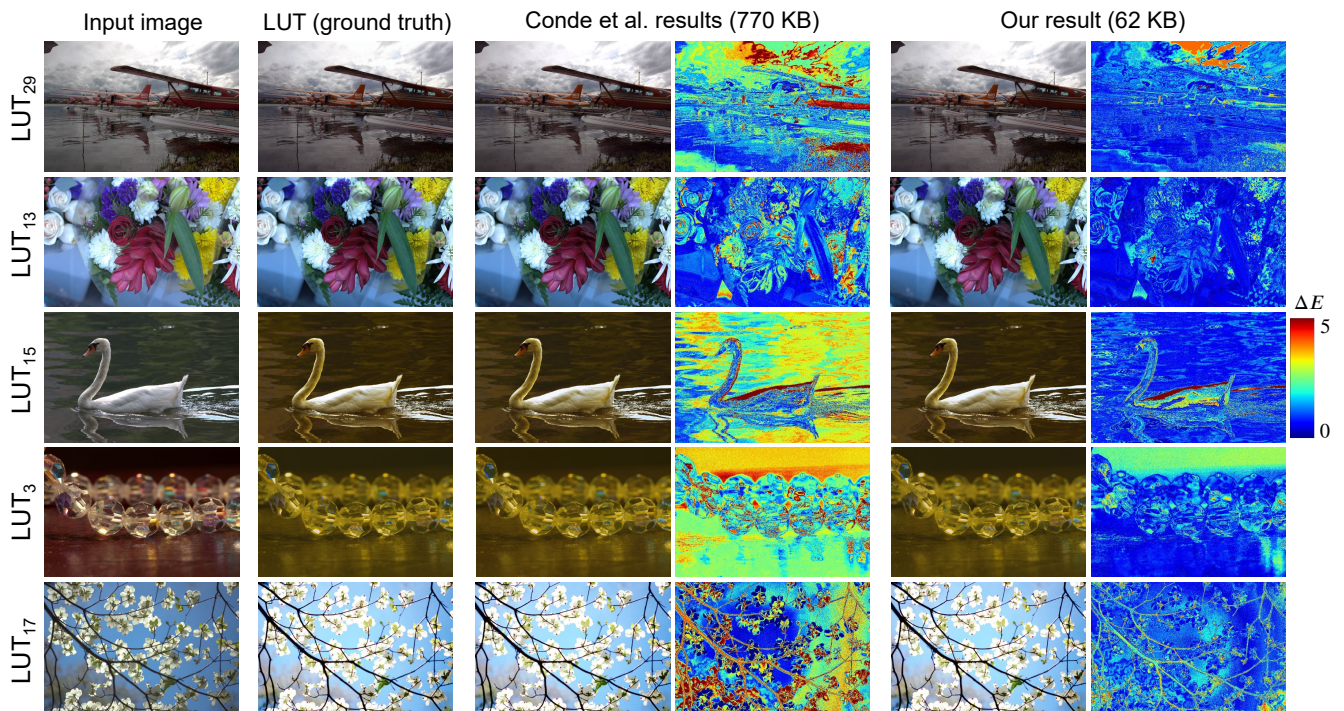 Input image LUT (ground truth) Conde et al. results (770 KB) Our result (62 KB)
LUT29
LUT13
ΔE
5
LUT15
0
LUT3
LUT17